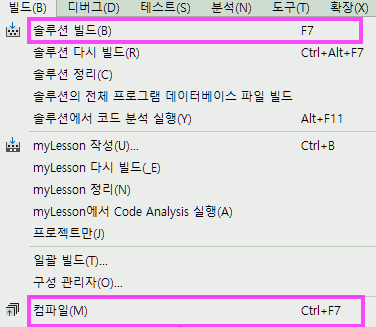 빌드(B) 디버그(D) 테스트(S) 분석(N) 도구(T) 확장(X)
솔루션 빌드(B) F7
솔루션 다시 빌드(R) Ctrl+Alt+F7
솔루션 정리(C)
솔루션의 전체 프로그램 데이터베이스 파일 빌드
솔루션에서 코드 분석 실행(Y) Alt+F11
myLesson 작성(U)... Ctrl+B
myLesson 다시 빌드(_E)
myLesson 정리(N)
myLesson에서 Code Analysis 실행(A)
프로젝트만(J)
일괄 빌드(T)...
구성 관리자(O)...
컴파일(M) Ctrl+F7